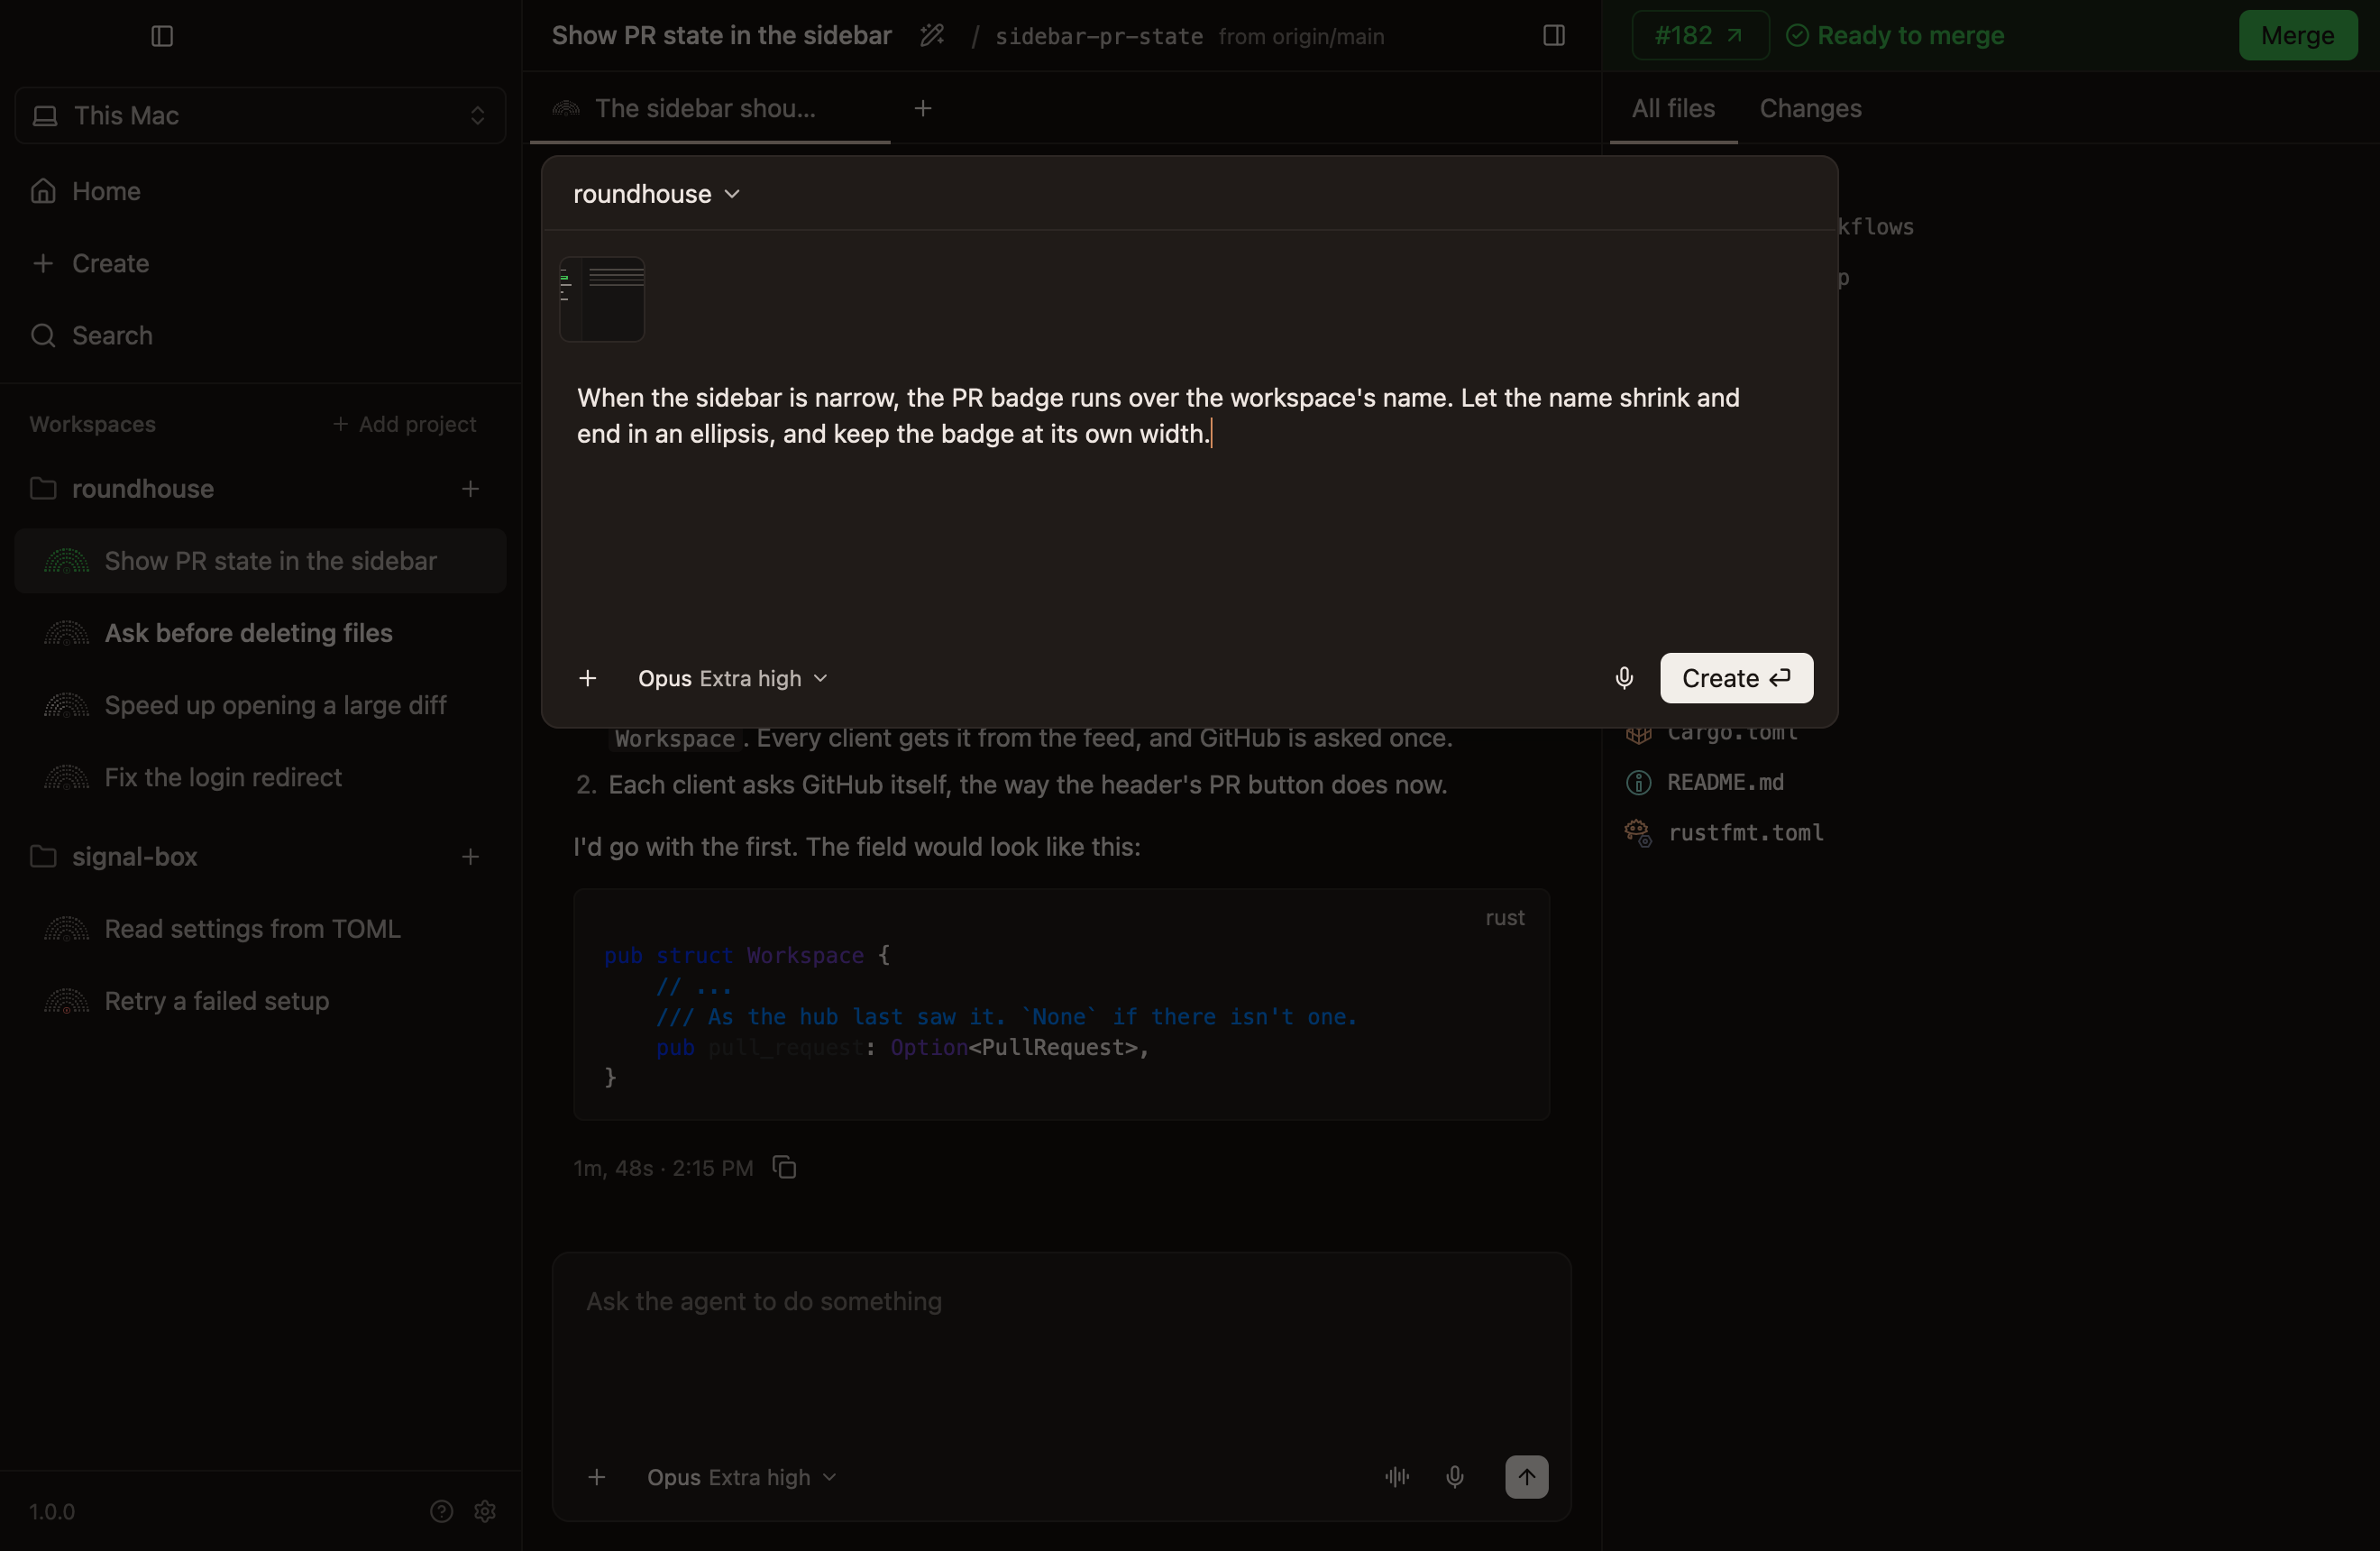 Show PR state in the sidebar / sidebar-pr-state from origin/main
#182 Ready to merge
Merge
This Mac
The sidebar shou...
All files
Changes
Home
Create
Search
Workspaces
Add project
roundhouse
Show PR state in the sidebar
Ask before deleting files
Speed up opening a large diff
Fix the login redirect
signal-box
Read settings from TOML
Retry a failed setup
1.0.0
roundhouse
When the sidebar is narrow, the PR badge runs over the workspace's name. Let the name shrink and
end in an ellipsis, and keep the badge at its own width.
Opus Extra high
Create
Workspace. Every client gets it from the feed, and GitHub is asked once.
2. Each client asks GitHub itself, the way the header's PR button does now.
I'd go with the first. The field would look like this:
rust
pub struct Workspace {
// ...
/// As the hub last saw it. `None` if there isn't one.
pub pull_request: Option<PullRequest>,
}
1m, 48s · 2:15 PM
Ask the agent to do something
Opus Extra high
kflows
p
Cargo.toml
README.md
rustfmt.toml